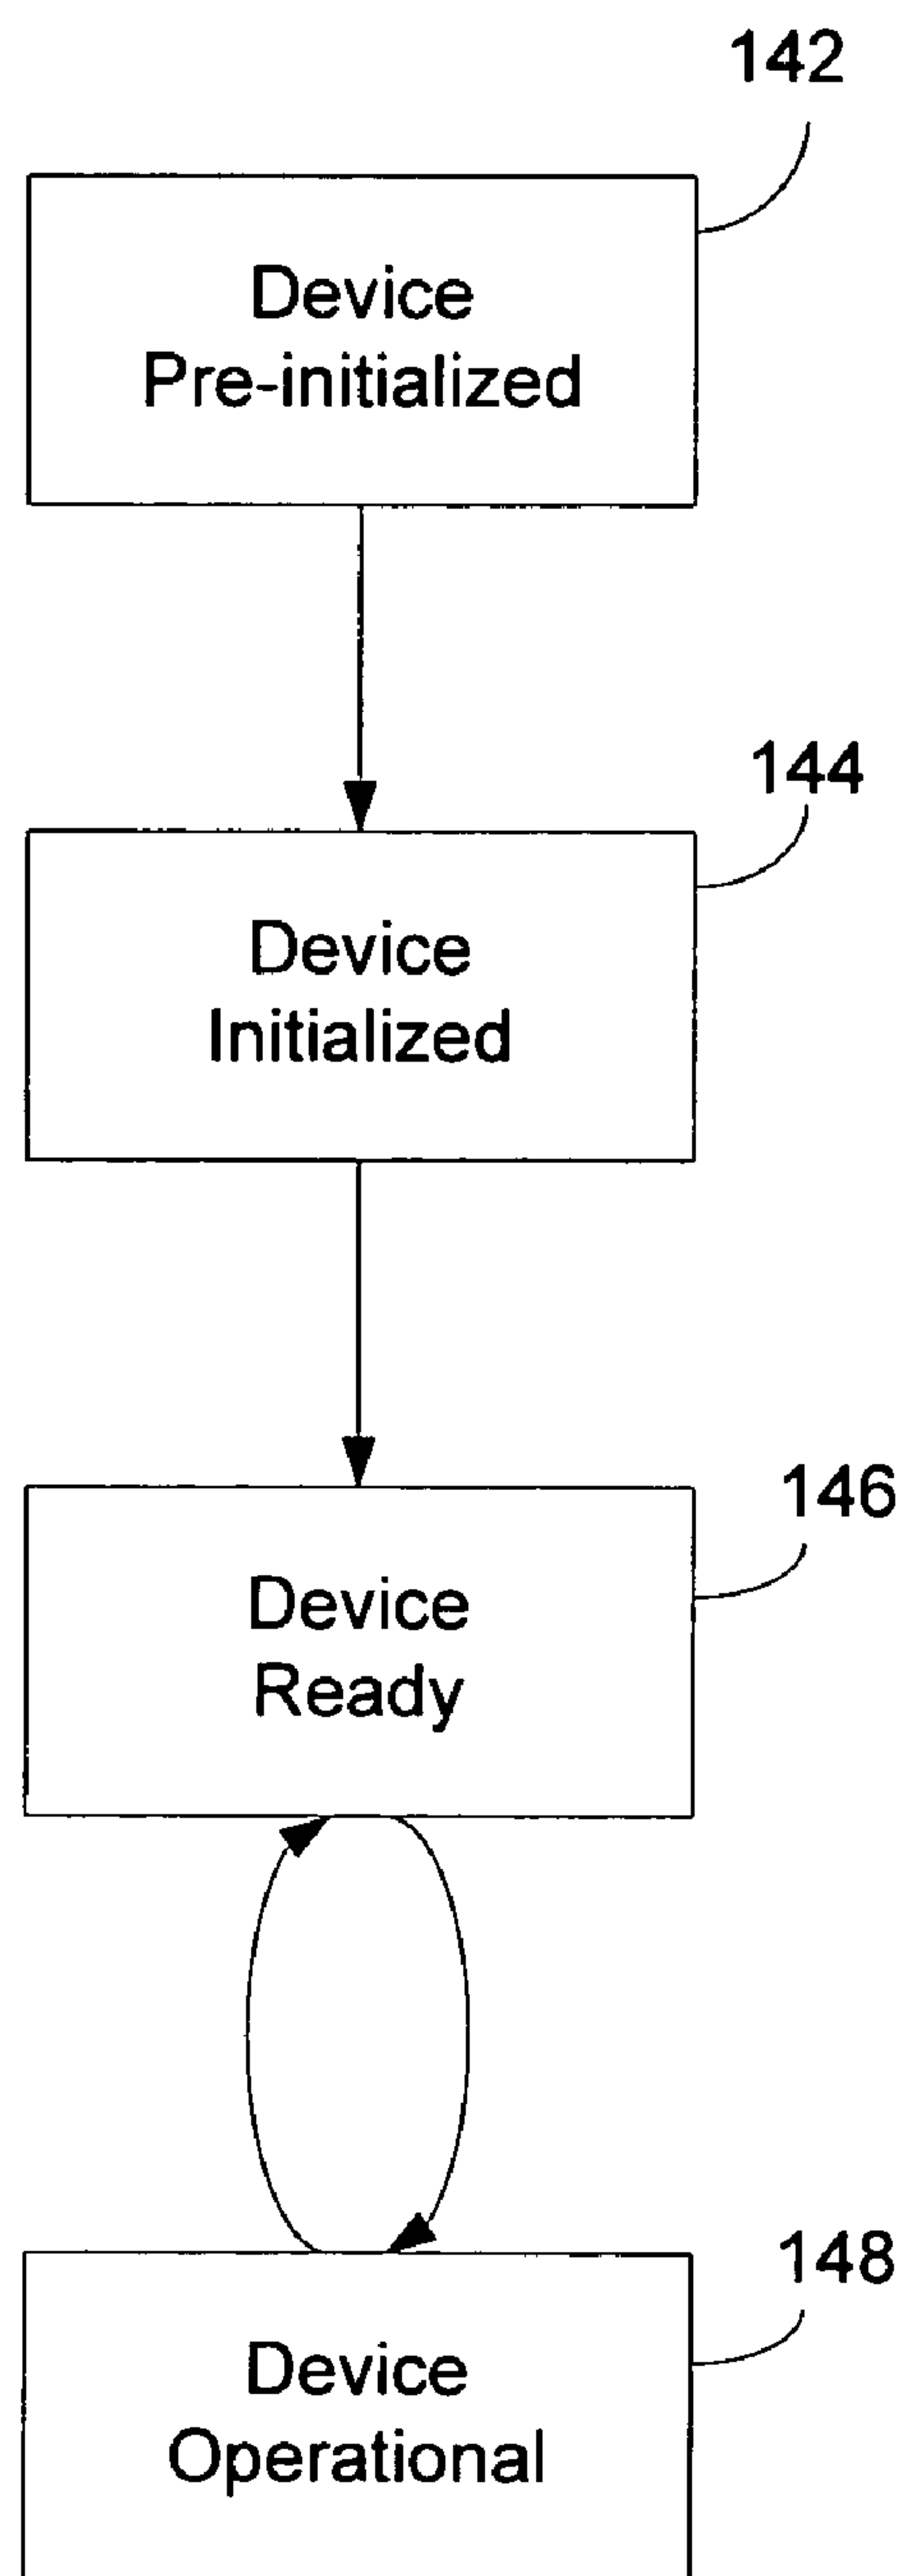 142
Device
Pre-initialized
144
Device
Initialized
146
Device
Ready
148
Device
Operational